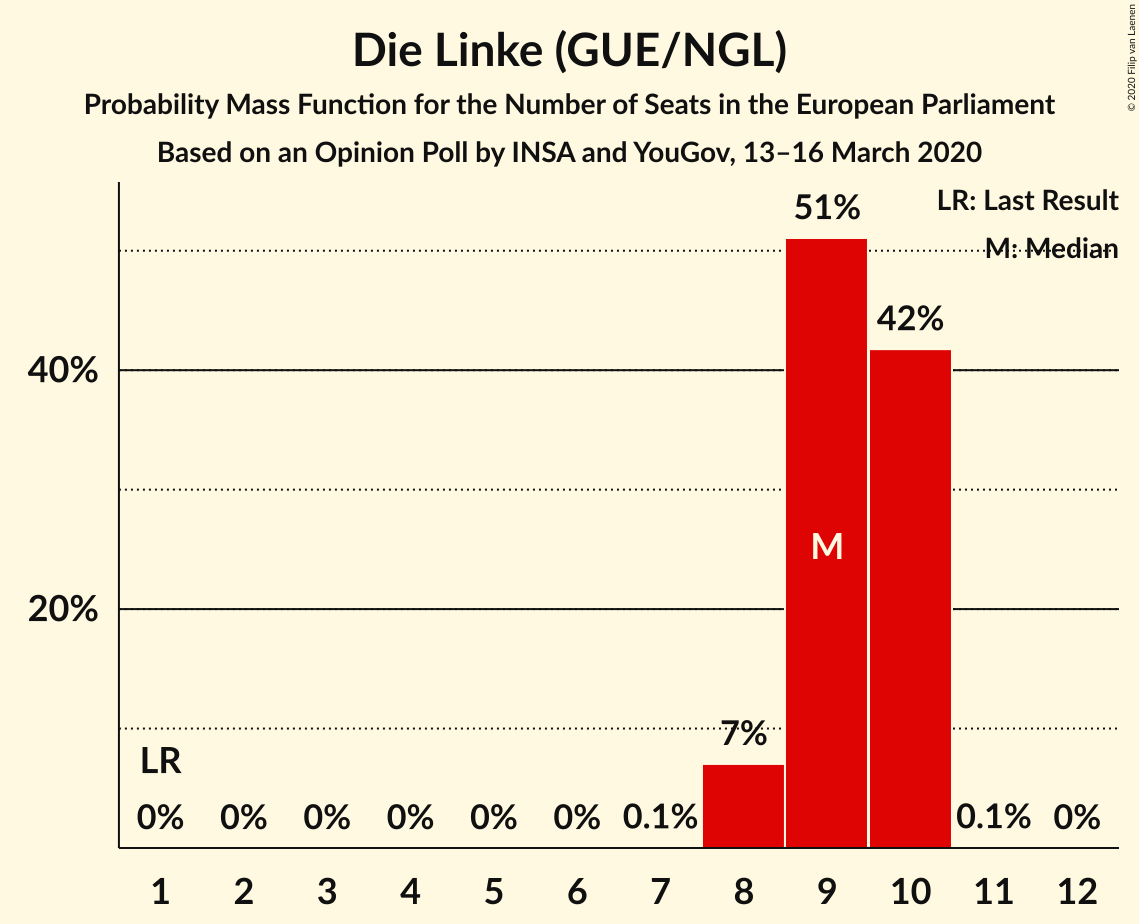 Die Linke (GUE/NGL)
Probability Mass Function for the Number of Seats in the European Parliament
Based on an Opinion Poll by INSA and YouGov, 13–16 March 2020
© 2020 Filip van Laenen
LR: Last Result
M: Median
51%
42%
40%
M
20%
7%
LR
0% 0% 0% 0% 0% 0% 0.1% 0.1% 0%
1 2 3 4 5 6 7 8 9 10 11 12